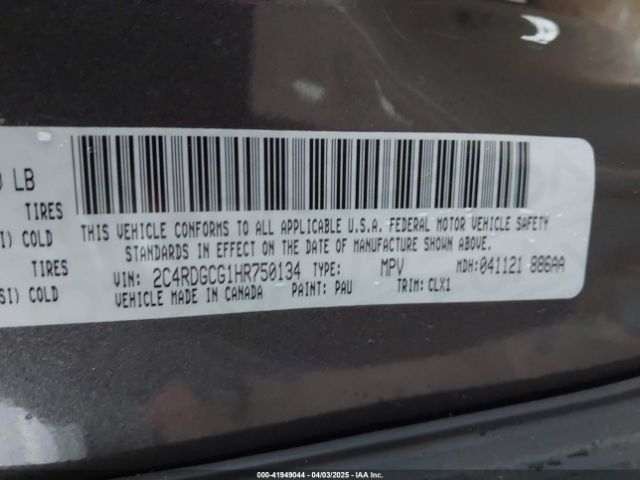 LB
TIRES
I) COLD
TIRES
SI) COLD
THIS VEHICLE CONFORMS TO ALL APPLICABLE U.S.A. FEDERAL MOTOR VEHICLE SAFETY
STANDARDS IN EFFECT ON THE DATE OF MANUFACTURE SHOWN ABOVE.
VIN: 2C4RDGCG1HR750134 TYPE: MPV MDH:041121 886AA
VEHICLE MADE IN CANADA PAINT: PAU TRIM: CLX1
000-41949044 - 04/03/2025 - IAA Inc.